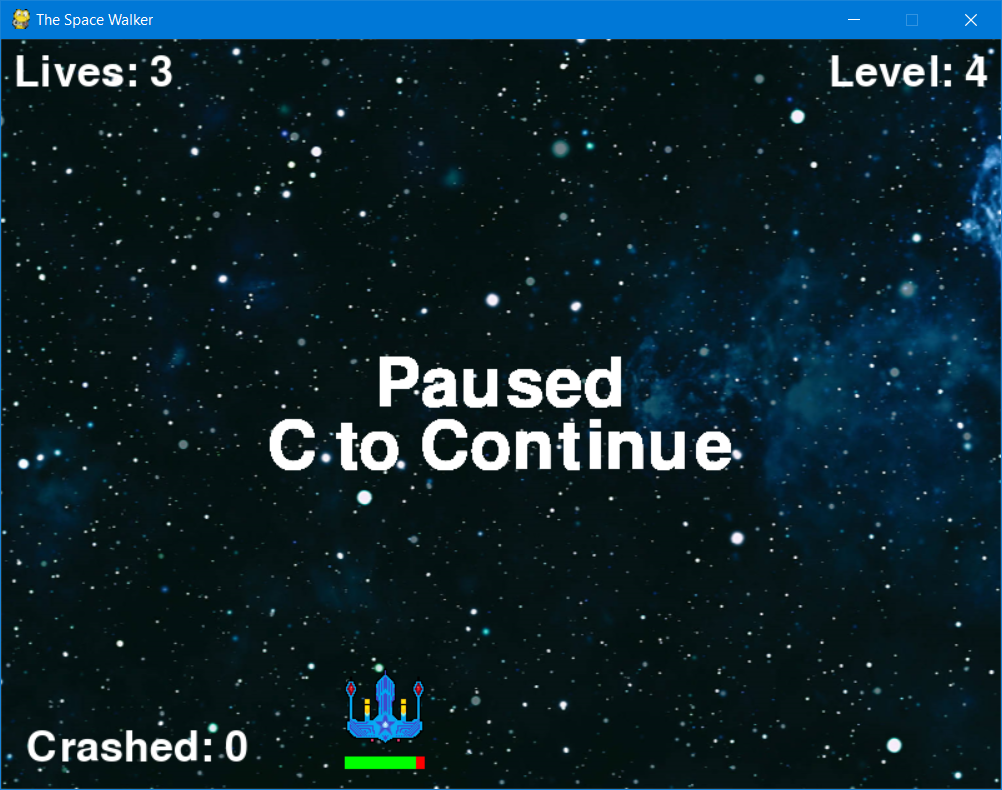 The Space Walker
Lives: 3
Level: 4
Paused
C to Continue
Crashed: 0